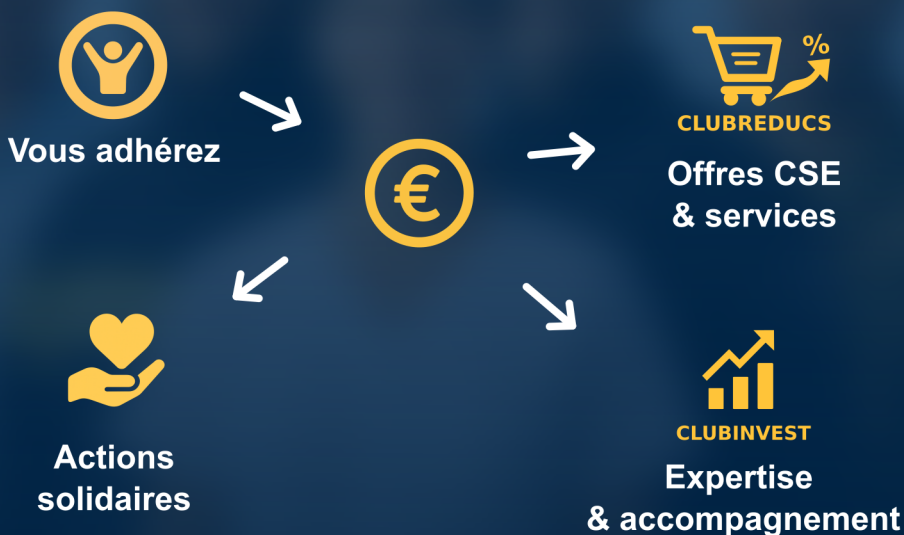 Vous adhérez
€
%
CLUBREDUCS
Offres CSE
& services
Actions
solidaires
CLUBINVEST
Expertise
& accompagnement